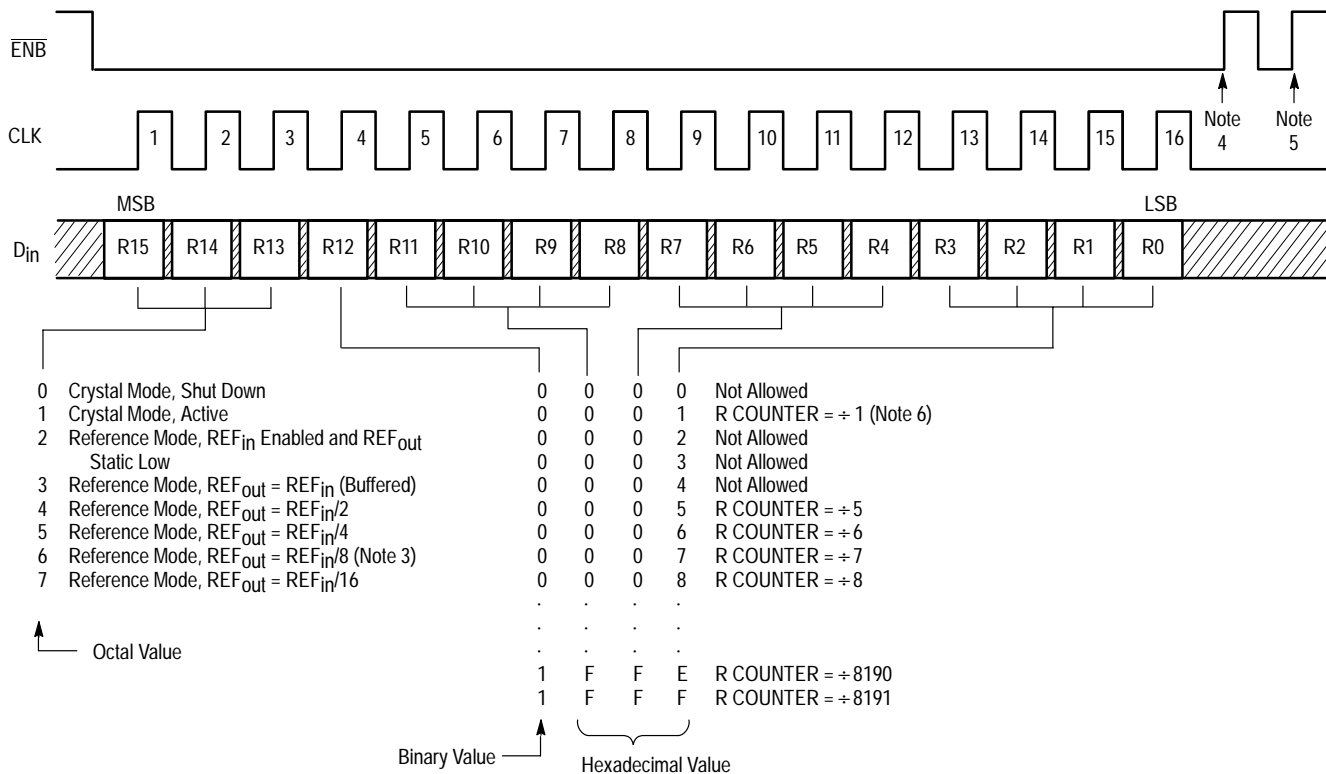 ENB
CLK
1 2 3 4 5 6 7 8 9 10 11 12 13 14 15 16
Note 4
Note 5
MSB
LSB
Din
R15 R14 R13 R12 R11 R10 R9 R8 R7 R6 R5 R4 R3 R2 R1 R0
0 Crystal Mode, Shut Down
1 Crystal Mode, Active
2 Reference Mode, REFin Enabled and REFout
Static Low
3 Reference Mode, REFout = REFin (Buffered)
4 Reference Mode, REFout = REFin/2
5 Reference Mode, REFout = REFin/4
6 Reference Mode, REFout = REFin/8 (Note 3)
7 Reference Mode, REFout = REFin/16
Octal Value
0 0 0 0 Not Allowed
0 0 0 1 R COUNTER = ÷ 1 (Note 6)
0 0 0 2 Not Allowed
0 0 0 3 Not Allowed
0 0 0 4 Not Allowed
0 0 0 5 R COUNTER = ÷ 5
0 0 0 6 R COUNTER = ÷ 6
0 0 0 7 R COUNTER = ÷ 7
0 0 0 8 R COUNTER = ÷ 8
. . . .
. . . .
. . . .
1 F F E R COUNTER = ÷ 8190
1 F F F R COUNTER = ÷ 8191
Binary Value
Hexadecimal Value